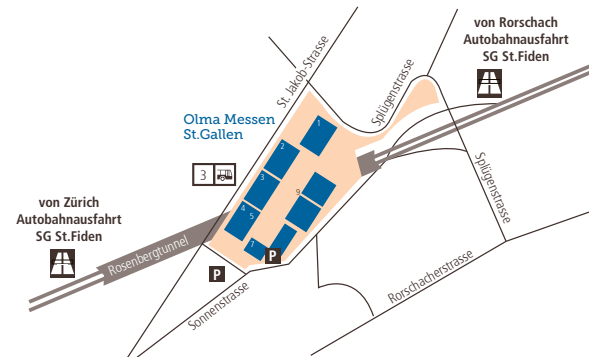 von Rorschach
Autobahnausfahrt
SG St.Fiden
St. Jakob-Strasse
Splügenstrasse
Olma Messen
St.Gallen
1
2
3
3
9
4
5
7
von Zürich
Autobahnausfahrt
SG St.Fiden
Rosenbergtunnel
P
P
Sonnenstrasse
Rorschacherstrasse
Splügenstrasse